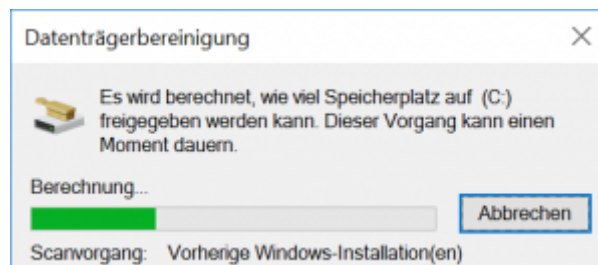 Datenträgerbereinigung
Es wird berechnet, wie viel Speicherplatz auf (C:)
freigegeben werden kann. Dieser Vorgang kann einen
Moment dauern.
Berechnung...
Abbrechen
Scanvorgang: Vorherige Windows-Installation(en)